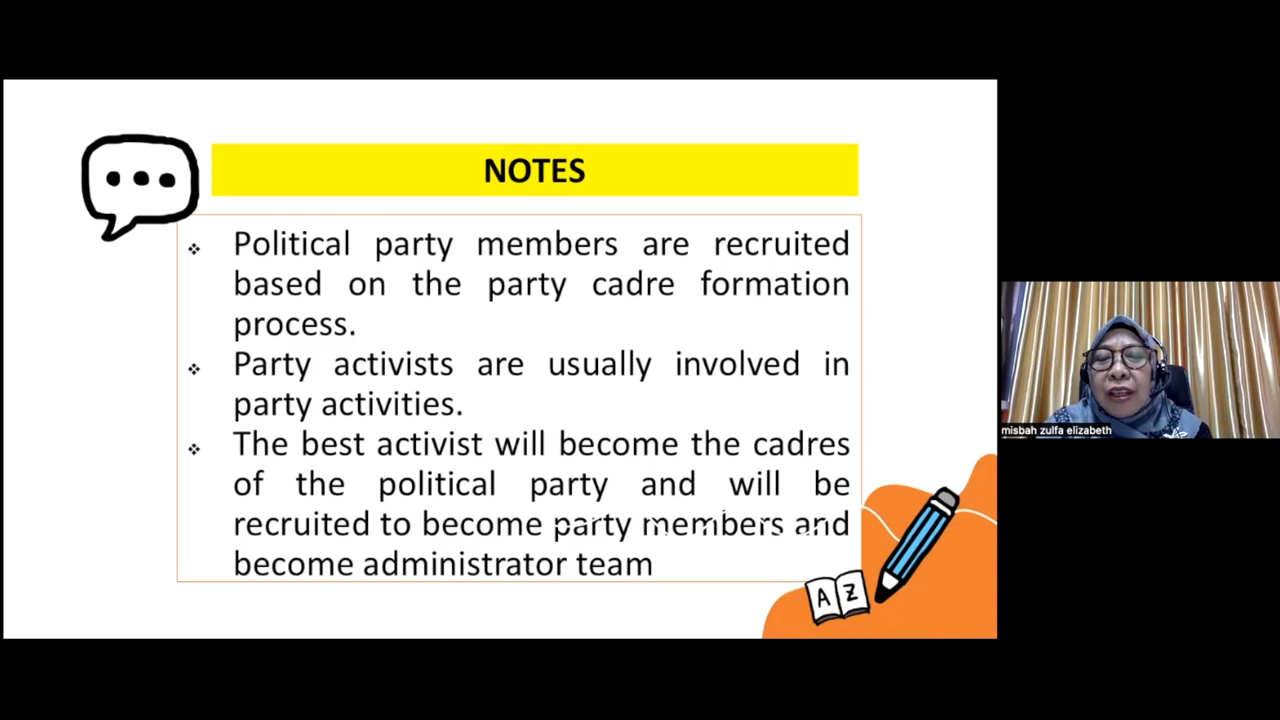 NOTES
Political party members are recruited
based on the party cadre formation
process.
Party activists are usually involved in
party activities.
The best activist will become the cadres
of the political party and will be
recruited to become party members and
become administrator team
A Z
misbah zulfa elizabeth